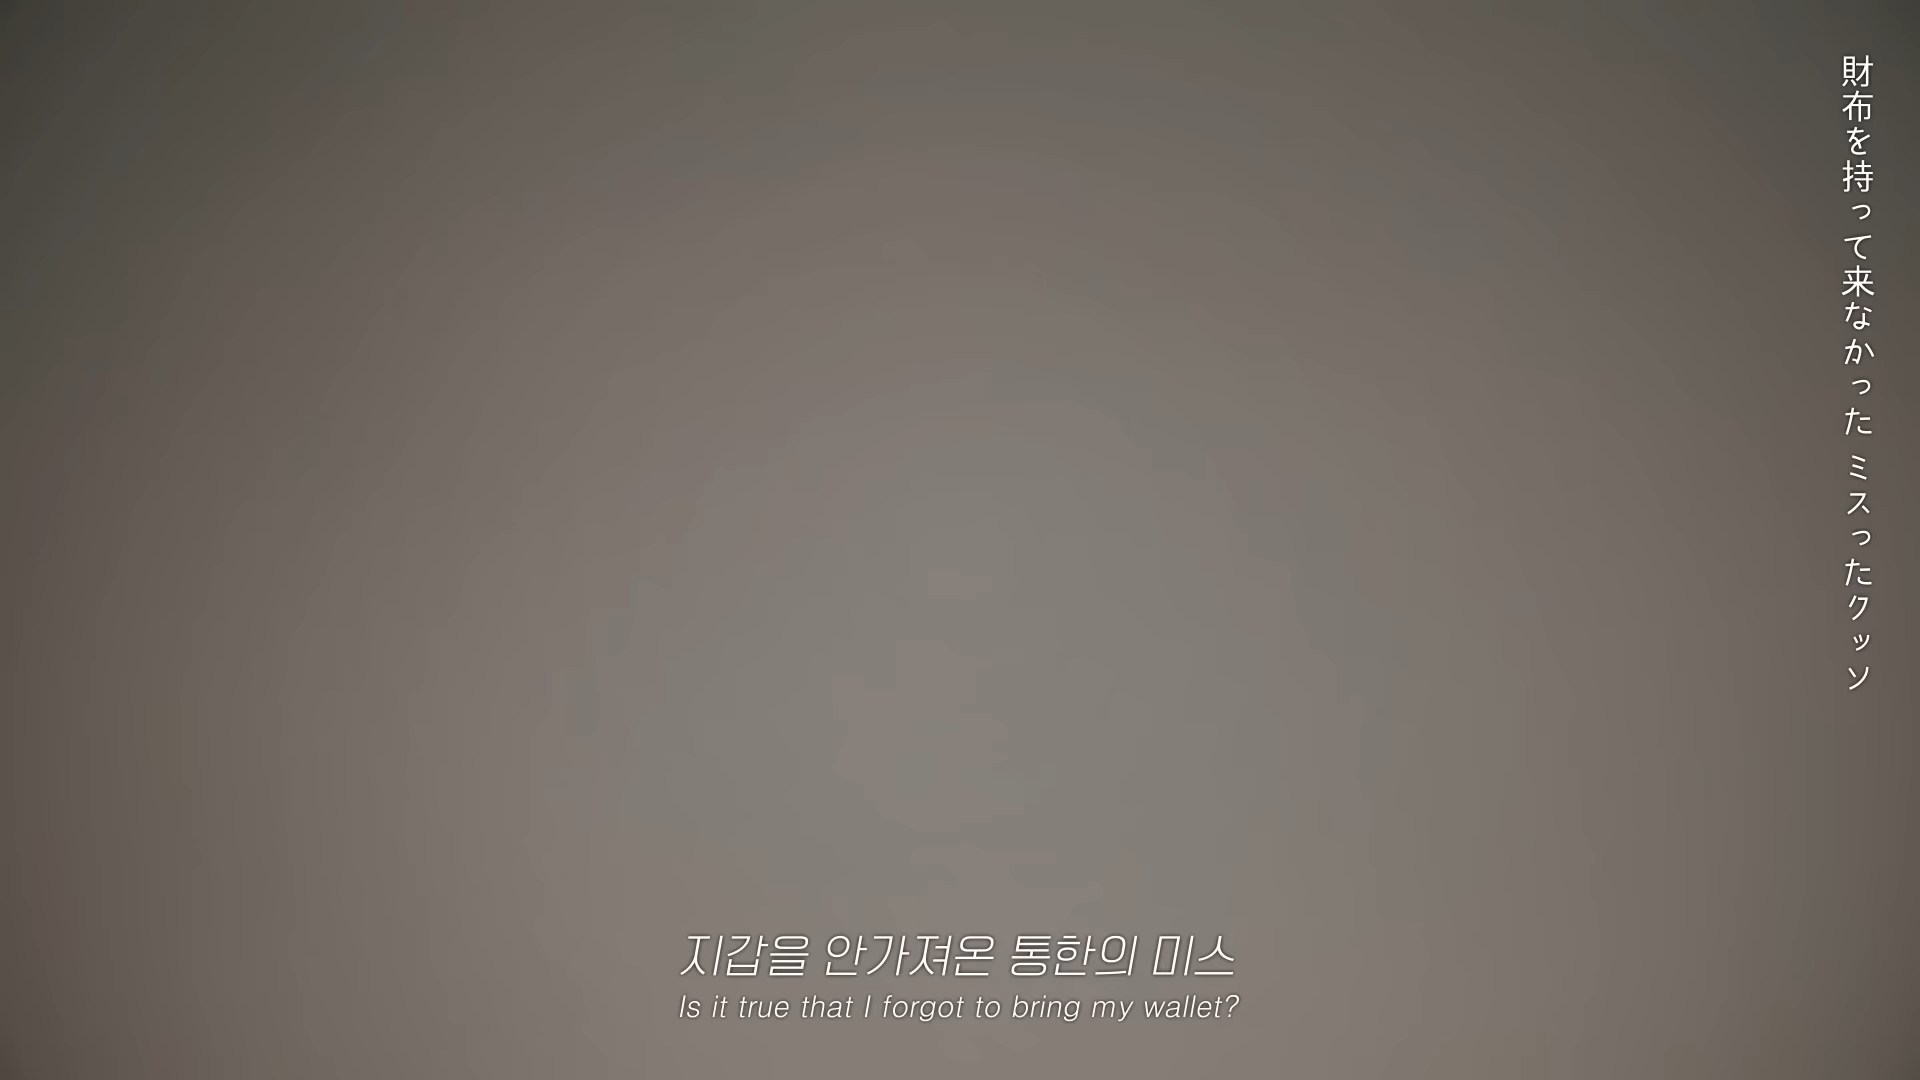 財布を持って来なかった ミスったクッソ
지갑을 안가져온 통한의 미스
Is it true that I forgot to bring my wallet?